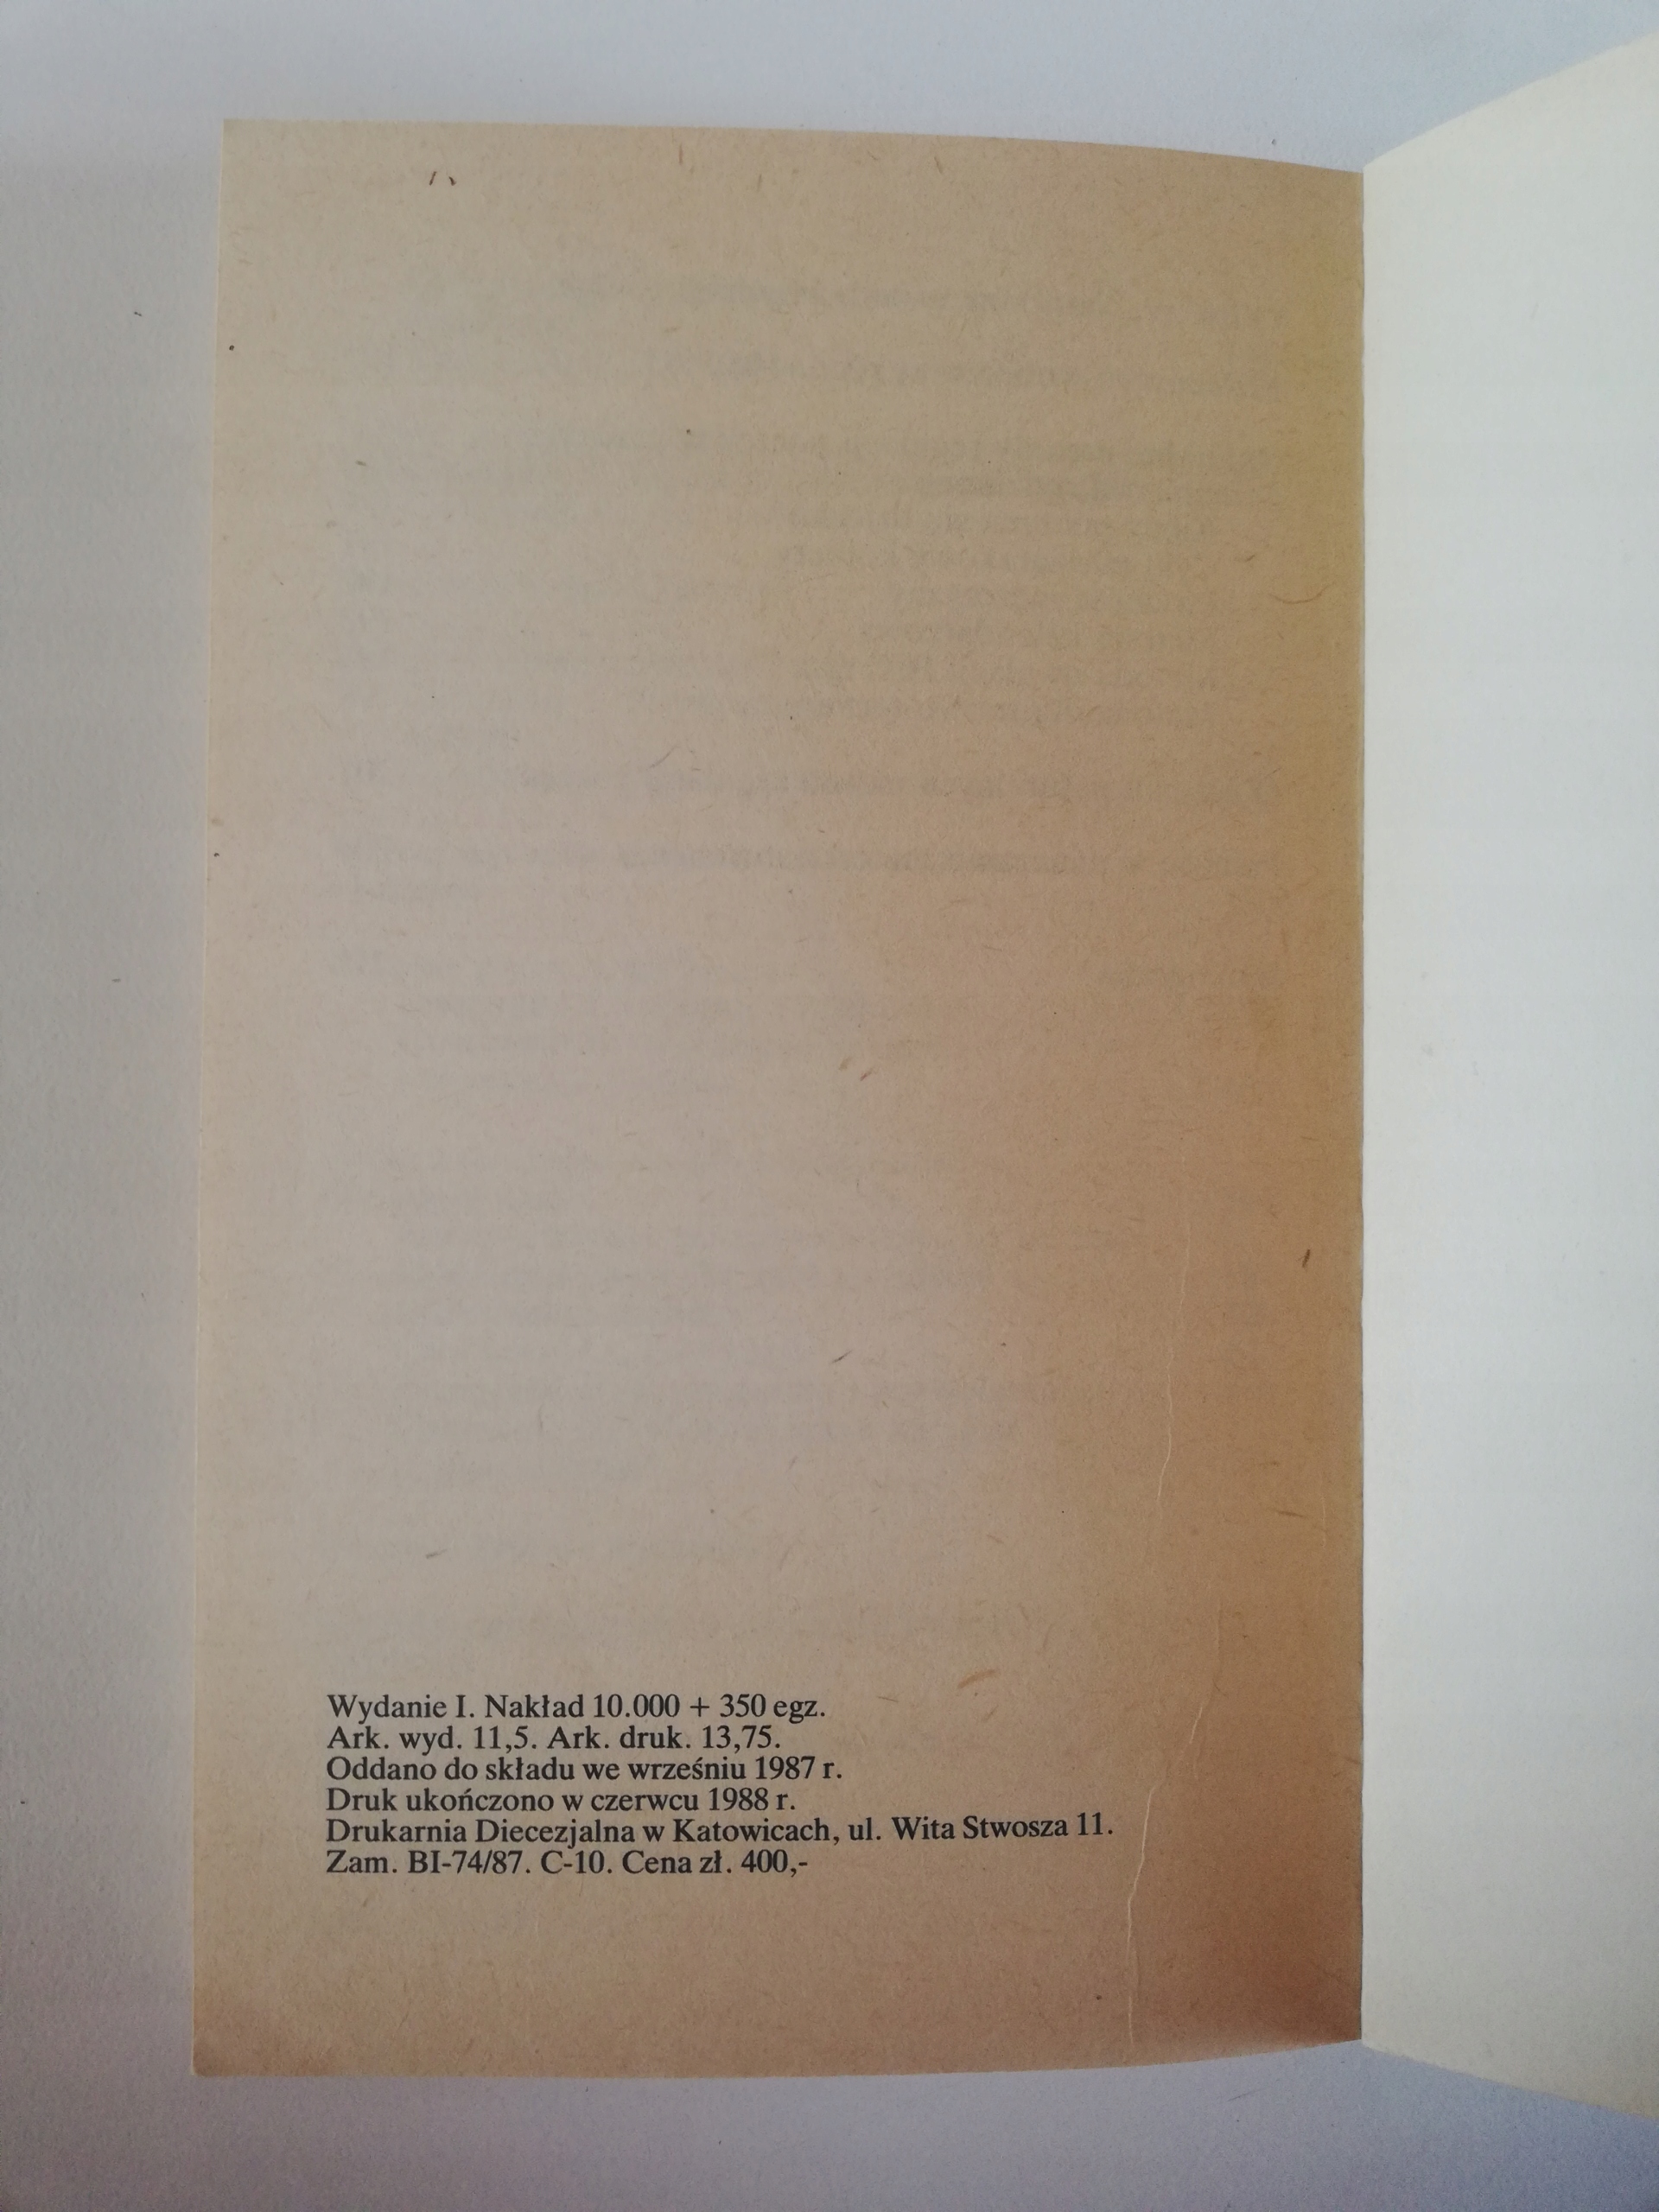 Wydanie I. Nakład 10.000 + 350 egz.
Ark. wyd. 11,5. Ark. druk. 13,75.
Oddano do składu we wrześniu 1987 r.
Druk ukończono w czerwcu 1988 r.
Drukarnia Diecezjalna w Katowicach, ul. Wita Stwosza 11.
Zam. BI-74/87. C-10. Cena zł. 400,-